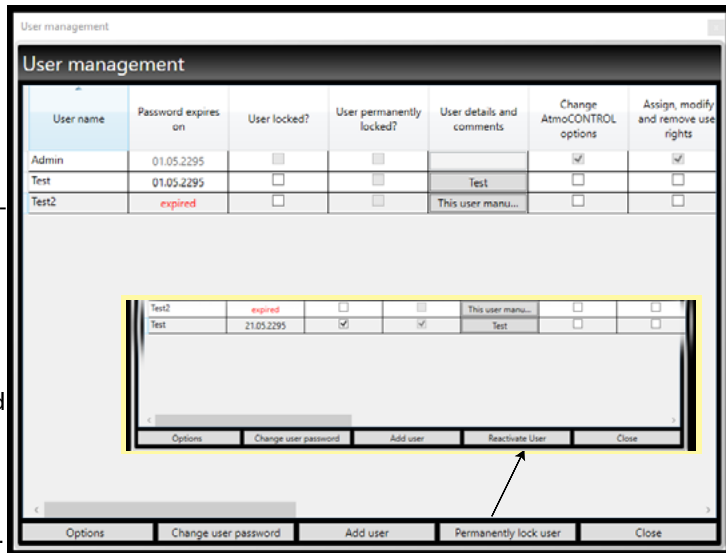 User management
User management
User name
Password expires on
User locked?
User permanently locked?
User details and comments
Change AtmoCONTROL options
Assign, modify and remove use rights
Admin 01.05.2295
Test 01.05.2295 Test
Test2 expired This user manu...
Test2 expired This user manu...
Test 21.05.2295 Test
Options Change user password Add user Reactivate User Close
d
Options Change user password Add user Permanently lock user Close